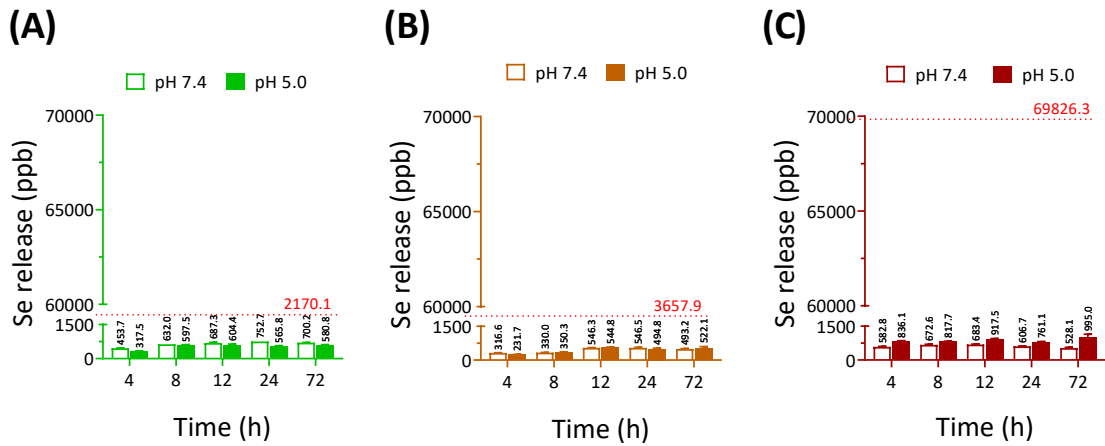 (A)
pH 7.4 pH 5.0
Se release (ppb)
70000
65000
60000
1500
0
2170.1
453.7 317.5 632.0 597.5 687.3 604.4 752.7 565.8 700.2 580.8
4 8 12 24 72
Time (h)
(B)
pH 7.4 pH 5.0
Se release (ppb)
70000
65000
60000
1500
0
3657.9
316.6 231.7 330.0 350.3 546.3 544.8 546.5 494.8 493.2 522.1
4 8 12 24 72
Time (h)
(C)
pH 7.4 pH 5.0
Se release (ppb)
69826.3
70000
65000
60000
1500
0
582.8 836.1 672.6 817.7 683.4 917.5 606.7 761.1 528.1 995.0
4 8 12 24 72
Time (h)